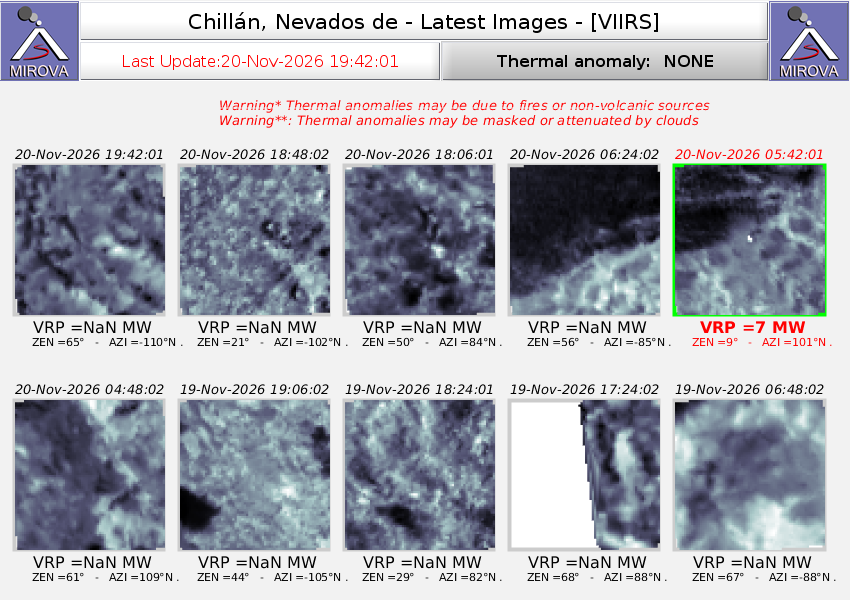 Chillán, Nevados de - Latest Images - [VIIRS]
MIROVA
Last Update:20-Nov-2026 19:42:01
Thermal anomaly: NONE
MIROVA
Warning* Thermal anomalies may be due to fires or non-volcanic sources
Warning**: Thermal anomalies may be masked or attenuated by clouds
20-Nov-2026 19:42:01
20-Nov-2026 18:48:02
20-Nov-2026 18:06:01
20-Nov-2026 06:24:02
20-Nov-2026 05:42:01
VRP =NaN MW
VRP =NaN MW
VRP =NaN MW
VRP =NaN MW
VRP =7 MW
ZEN =65° - AZI =-110°N .
ZEN =21° - AZI =-102°N .
ZEN =50° - AZI =84°N .
ZEN =56° - AZI =-85°N .
ZEN =9° - AZI =101°N .
20-Nov-2026 04:48:02
19-Nov-2026 19:06:02
19-Nov-2026 18:24:01
19-Nov-2026 17:24:02
19-Nov-2026 06:48:02
VRP =NaN MW
VRP =NaN MW
VRP =NaN MW
VRP =NaN MW
VRP =NaN MW
ZEN =61° - AZI =109°N .
ZEN =44° - AZI =-105°N .
ZEN =29° - AZI =82°N .
ZEN =68° - AZI =88°N .
ZEN =67° - AZI =-88°N .